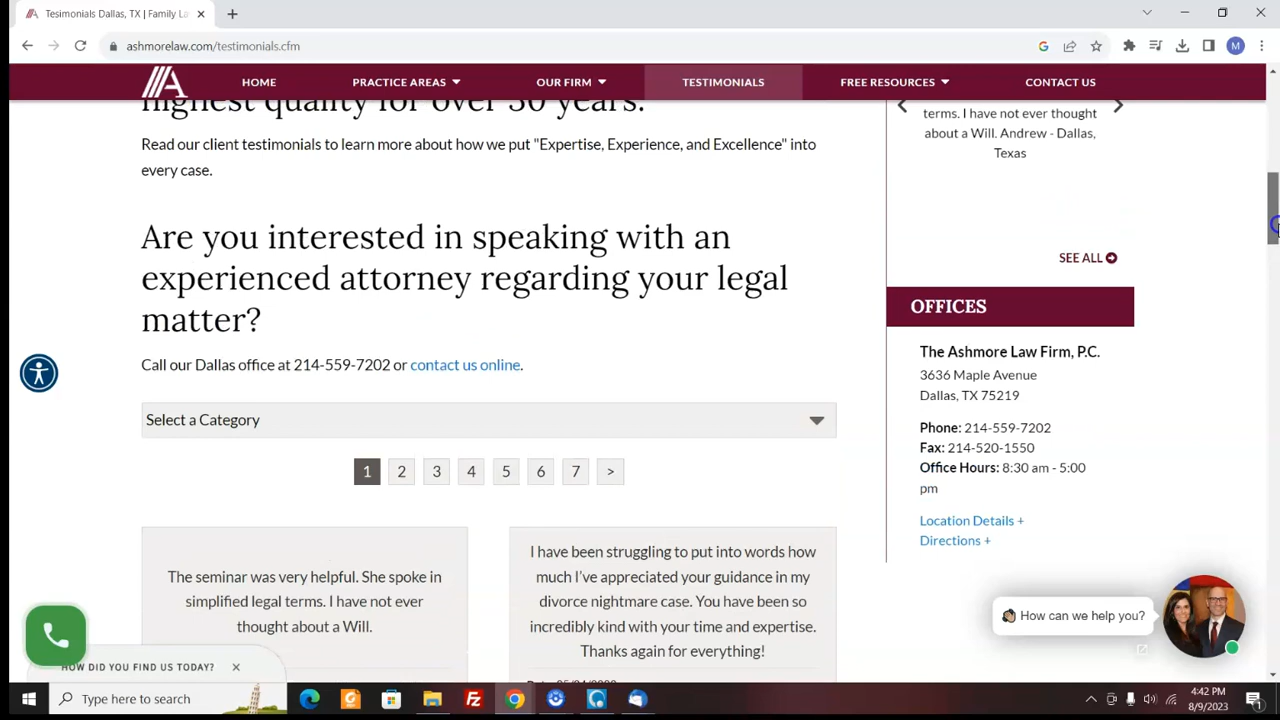 Tesimonials Dallas, TX | Family La
ashmorelaw.com/testimonials.cfm
M
HOME
PRACTICE AREAS
OUR FIRM
TESTIMONIALS
FREE RESOURCES
CONTACT US
highest quality for over 30 years.
Read our client testimonials to learn more about how we put "Expertise, Experience, and Excellence" into
every case.
Are you interested in speaking with an
experienced attorney regarding your legal
matter?
Call our Dallas office at 214-559-7202 or contact us online.
Select a Category
1 2 3 4 5 6 7 >
The seminar was very helpful. She spoke in
simplified legal terms. I have not ever
thought about a Will.
I have been struggling to put into words how
much I've appreciated your guidance in my
divorce nightmare case. You have been so
incredibly kind with your time and expertise.
Thanks again for everything!
terms. I have not ever thought
about a Will. Andrew - Dallas,
Texas
SEE ALL
OFFICES
The Ashmore Law Firm, P.C.
3636 Maple Avenue
Dallas, TX 75219
Phone: 214-559-7202
Fax: 214-520-1550
Office Hours: 8:30 am - 5:00
pm
Location Details +
Directions +
How can we help you?
HOW DID YOU FIND US TODAY?
Type here to search
4:42 PM
8/9/2023